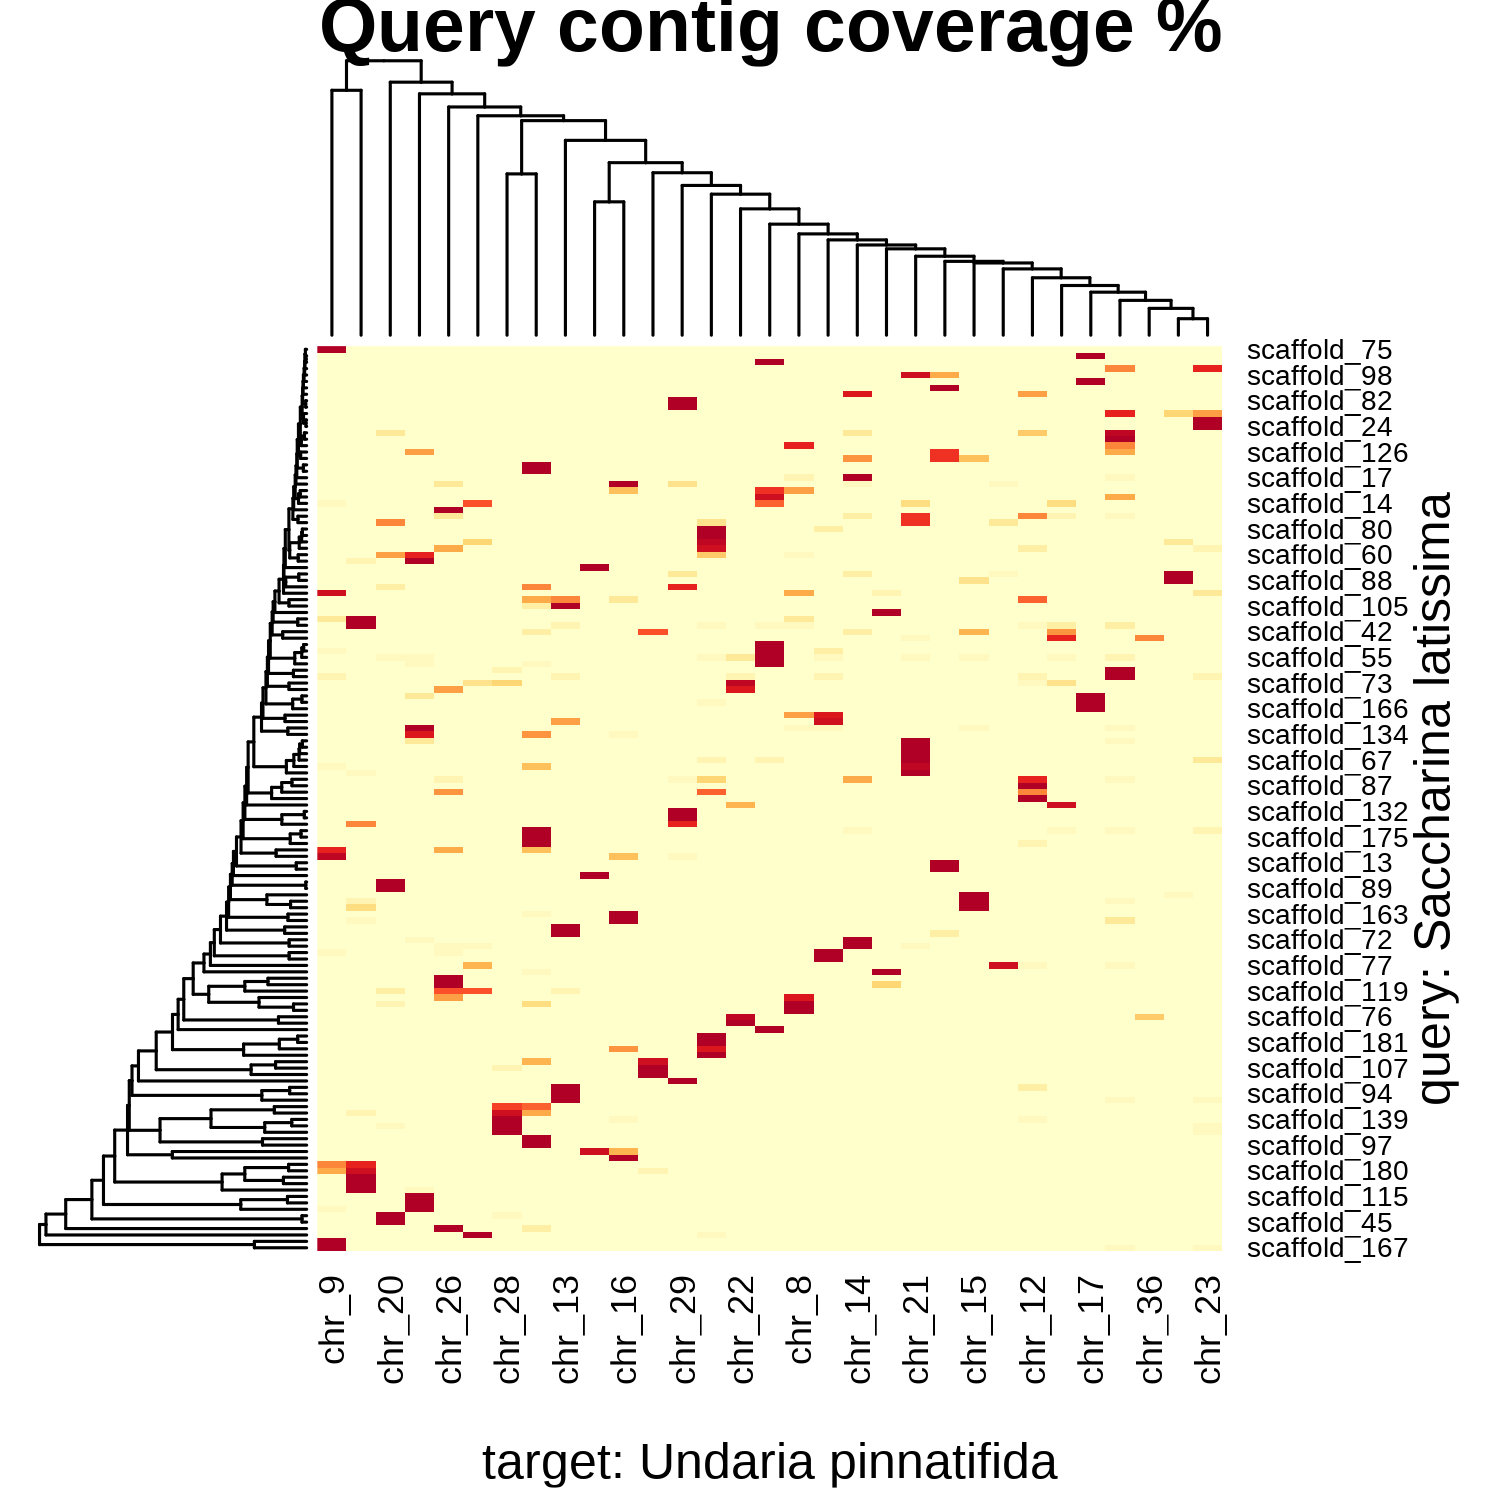 Query contig coverage %
scaffold_75
scaffold_98
scaffold_82
scaffold_24
scaffold_126
scaffold_17
scaffold_14
scaffold_80
scaffold_60
scaffold_88
scaffold_105
scaffold_42
scaffold_55
scaffold_73
scaffold_166
scaffold_134
scaffold_67
scaffold_87
scaffold_132
scaffold_175
scaffold_13
scaffold_89
scaffold_163
scaffold_72
scaffold_77
scaffold_119
scaffold_76
scaffold_181
scaffold_107
scaffold_94
scaffold_139
scaffold_97
scaffold_180
scaffold_115
scaffold_45
scaffold_167
query: Saccharina latissima
chr_9
chr_20
chr_26
chr_28
chr_13
chr_16
chr_29
chr_22
chr_8
chr_14
chr_21
chr_15
chr_12
chr_17
chr_36
chr_23
target: Undaria pinnatifida